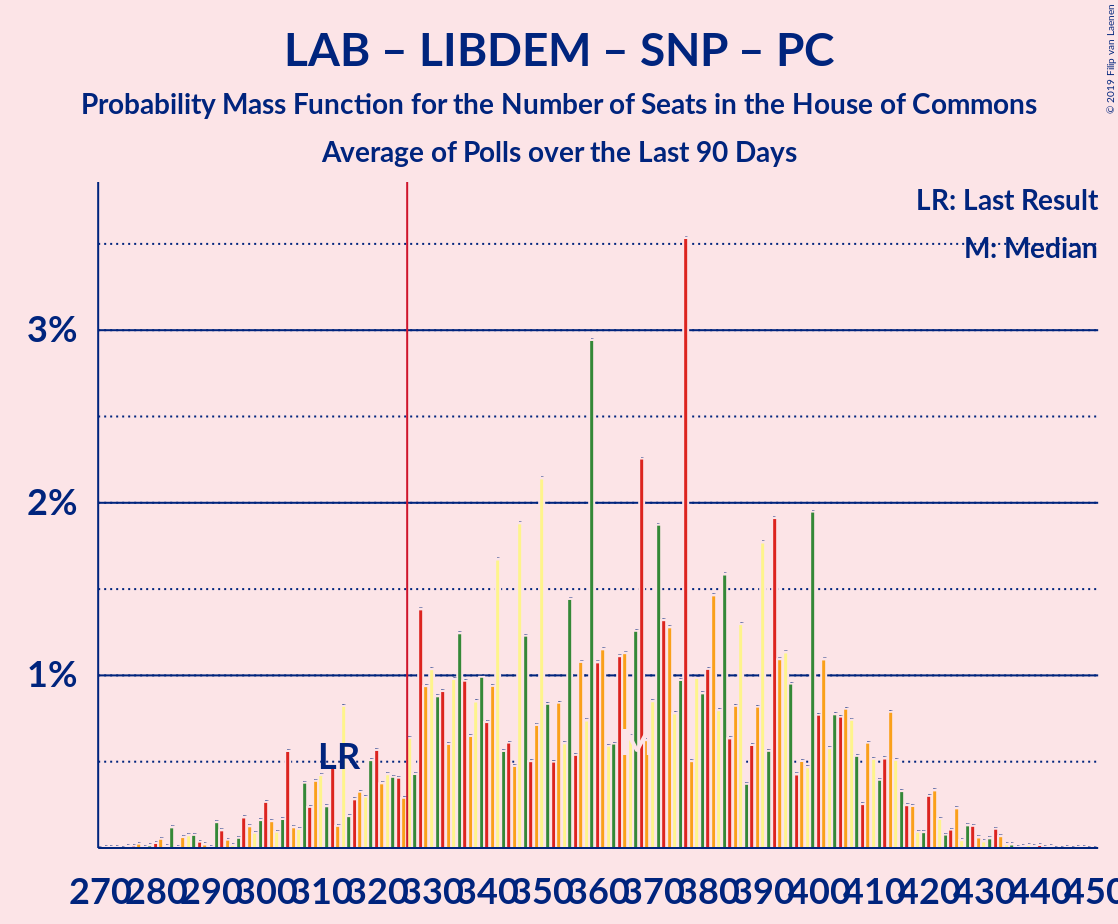 LAB – LIBDEM – SNP – PC
Probability Mass Function for the Number of Seats in the House of Commons
Average of Polls over the Last 90 Days
© 2019 Filip van Laenen
LR: Last Result
M: Median
3%
2%
1%
LR
M
270 280 290 300 310 320 330 340 350 360 370 380 390 400 410 420 430 440 450